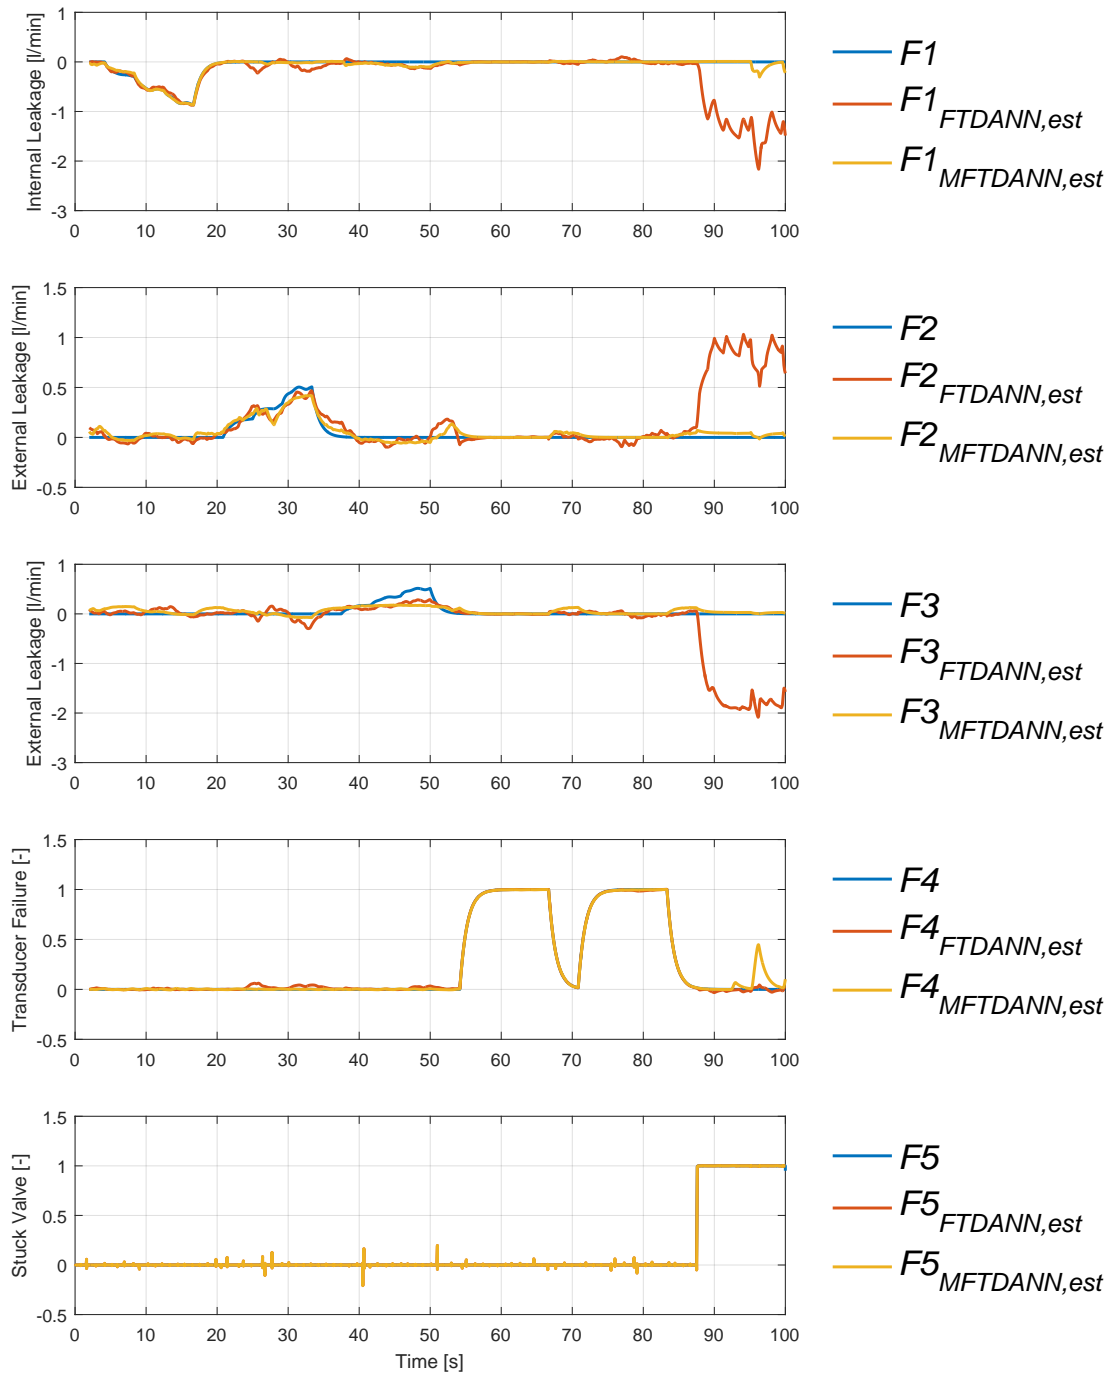 Internal Leakage [l/min]
1
0
-1
-2
-3
0 10 20 30 40 50 60 70 80 90 100
F1
F1FTDANN,est
F1MFTDANN,est
External Leakage [l/min]
1.5
1
0.5
0
-0.5
0 10 20 30 40 50 60 70 80 90 100
F2
F2FTDANN,est
F2MFTDANN,est
External Leakage [l/min]
1
0
-1
-2
-3
0 10 20 30 40 50 60 70 80 90 100
F3
F3FTDANN,est
F3MFTDANN,est
Transducer Failure [-]
1.5
1
0.5
0
-0.5
0 10 20 30 40 50 60 70 80 90 100
F4
F4FTDANN,est
F4MFTDANN,est
Stuck Valve [-]
1.5
1
0.5
0
-0.5
0 10 20 30 40 50 60 70 80 90 100
Time [s]
F5
F5FTDANN,est
F5MFTDANN,est